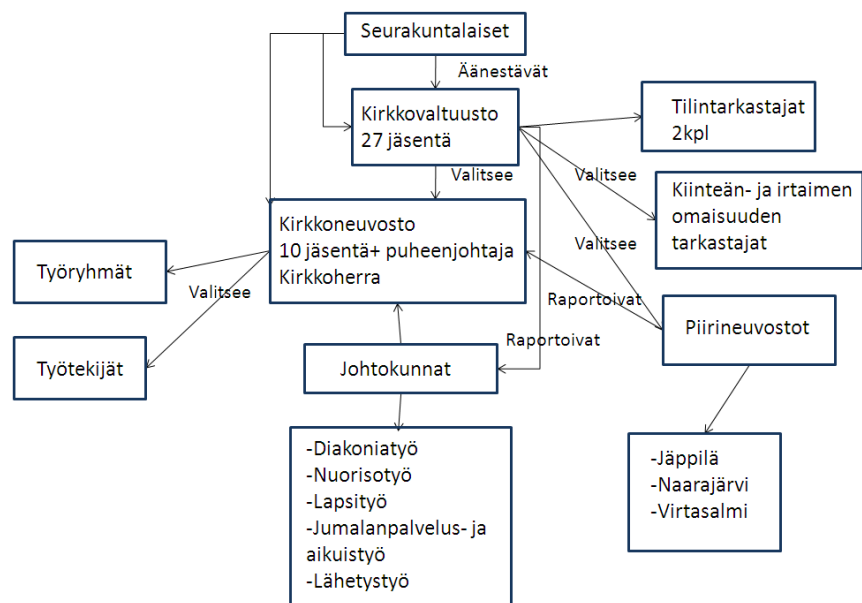 Seurakuntalaiset
Äänestävät
Kirkkovaltuusto
27 jäsentä
Tilintarkastajat
2kpl
Valitsee
Valitsee
Kiinteän- ja irtaimen
omaisuuden
tarkastajat
Kirkkoneuvosto
10 jäsentä+ puheenjohtaja
Kirkkoherra
Valitsee
Työryhmät
Valitsee
Raportoivat
Piirineuvostot
Raportoivat
Työtekijät
Johtokunnat
-Diakoniatyö
-Nuorisotyö
-Lapsityö
-Jumalanpalvelus- ja
aikuistyö
-Lähetystyö
-Jäppilä
-Naarajärvi
-Virtasalmi